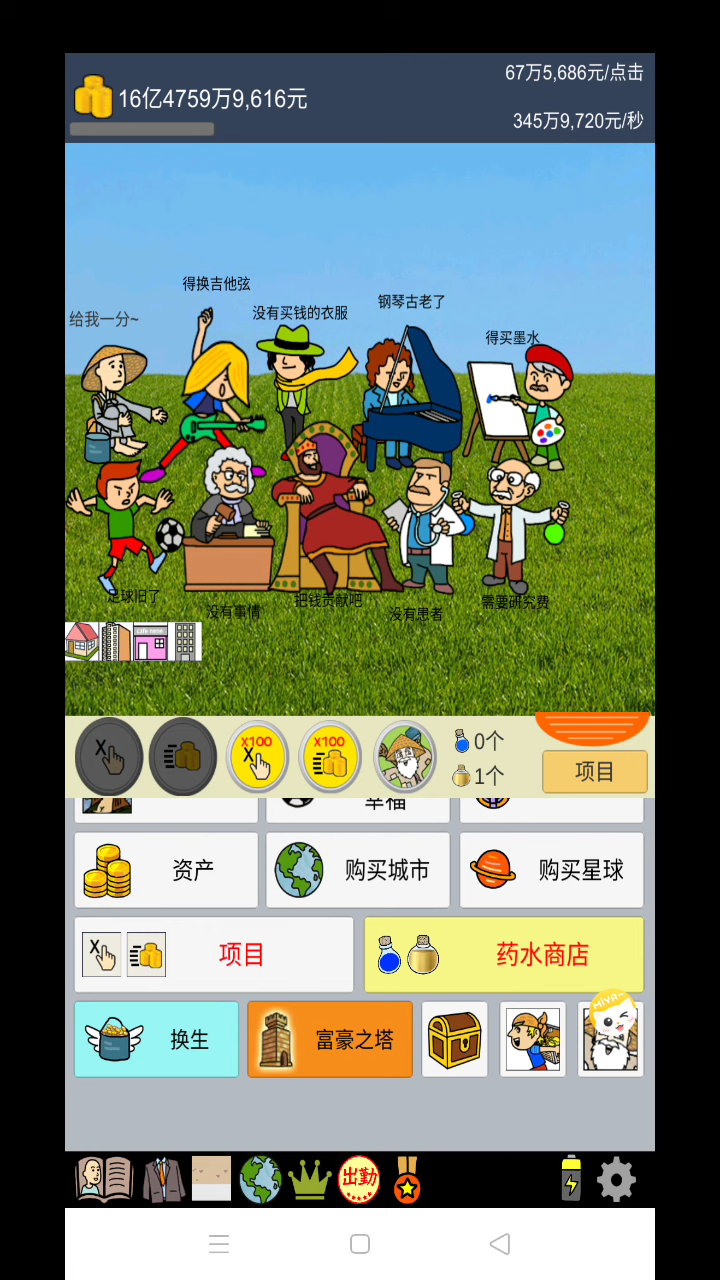 67万5,686元/点击
16亿4759万9,616元
345万9,720元/秒
得换吉他弦
钢琴古老了
没有买钱的衣服
给我一分~
得买墨水
足球旧了
没有事情
把钱贡献吧
没有患者
需要研究费
X100
X
X100
X
0个
1个
项目
幸福
资产
购买城市
购买星球
X
项目
药水商店
换生
富豪之塔
HIYA~
出勤